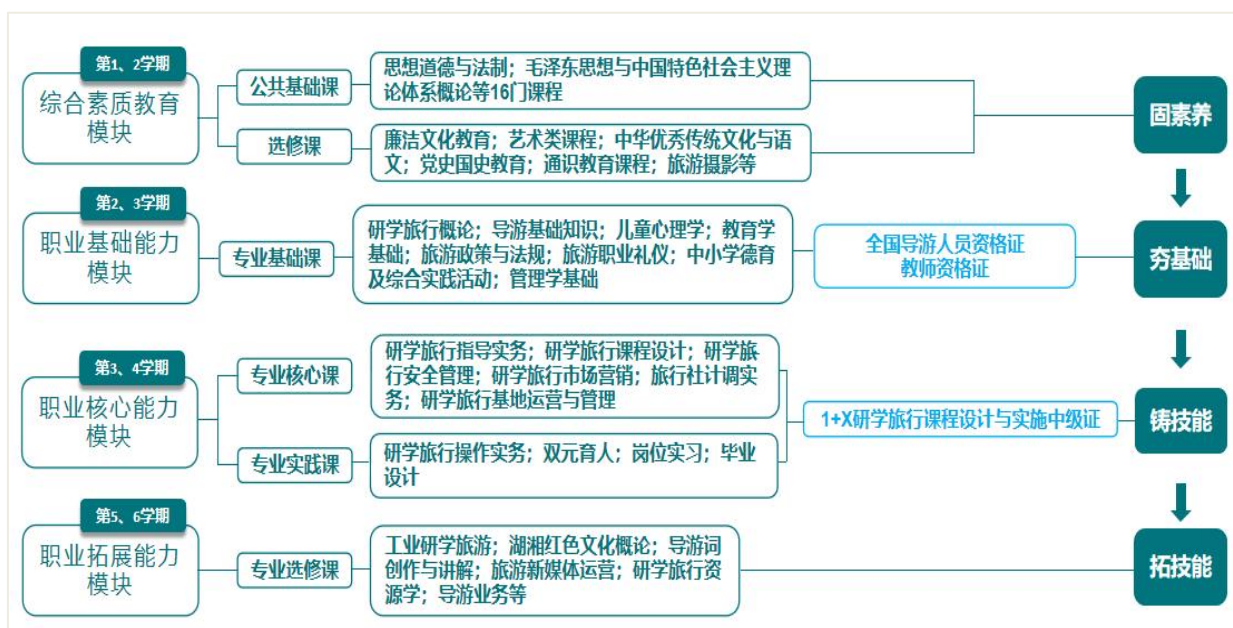 第1、2学期
综合素质教育
模块
公共基础课
思想道德与法制；毛泽东思想与中国特色社会主义理
论体系概论等16门课程
选修课
廉洁文化教育；艺术类课程；中华优秀传统文化与语
文；党史国史教育；通识教育课程；旅游摄影等
固素养
第2、3学期
职业基础能力
模块
专业基础课
研学旅行概论；导游基础知识；儿童心理学；教育学
基础；旅游政策与法规；旅游职业礼仪；中小学德育
及综合实践活动；管理学基础
全国导游人员资格证
教师资格证
夯基础
第3、4学期
职业核心能力
模块
专业核心课
研学旅行指导实务；研学旅行课程设计；研学旅
行安全管理；研学旅行市场营销；旅行社计调实
务；研学旅行基地运营与管理
专业实践课
研学旅行操作实务；双元育人；岗位实习；毕业
设计
1+X研学旅行课程设计与实施中级证
铸技能
第5、6学期
职业拓展能力
模块
专业选修课
工业研学旅游；湖湘红色文化概论；导游词
创作与讲解；旅游新媒体运营；研学旅行资
源学；导游业务等
拓技能